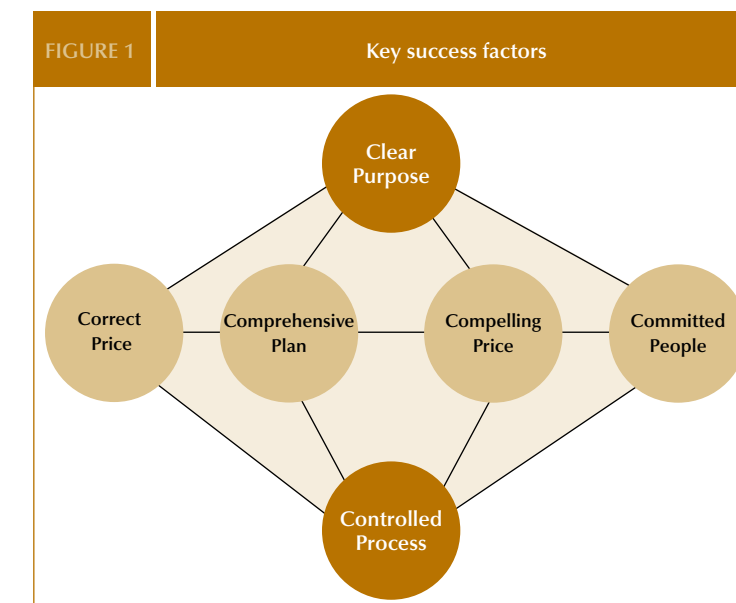 FIGURE 1
Key success factors
Clear
Purpose
Correct
Price
Comprehensive
Plan
Compelling
Price
Committed
People
Controlled
Process